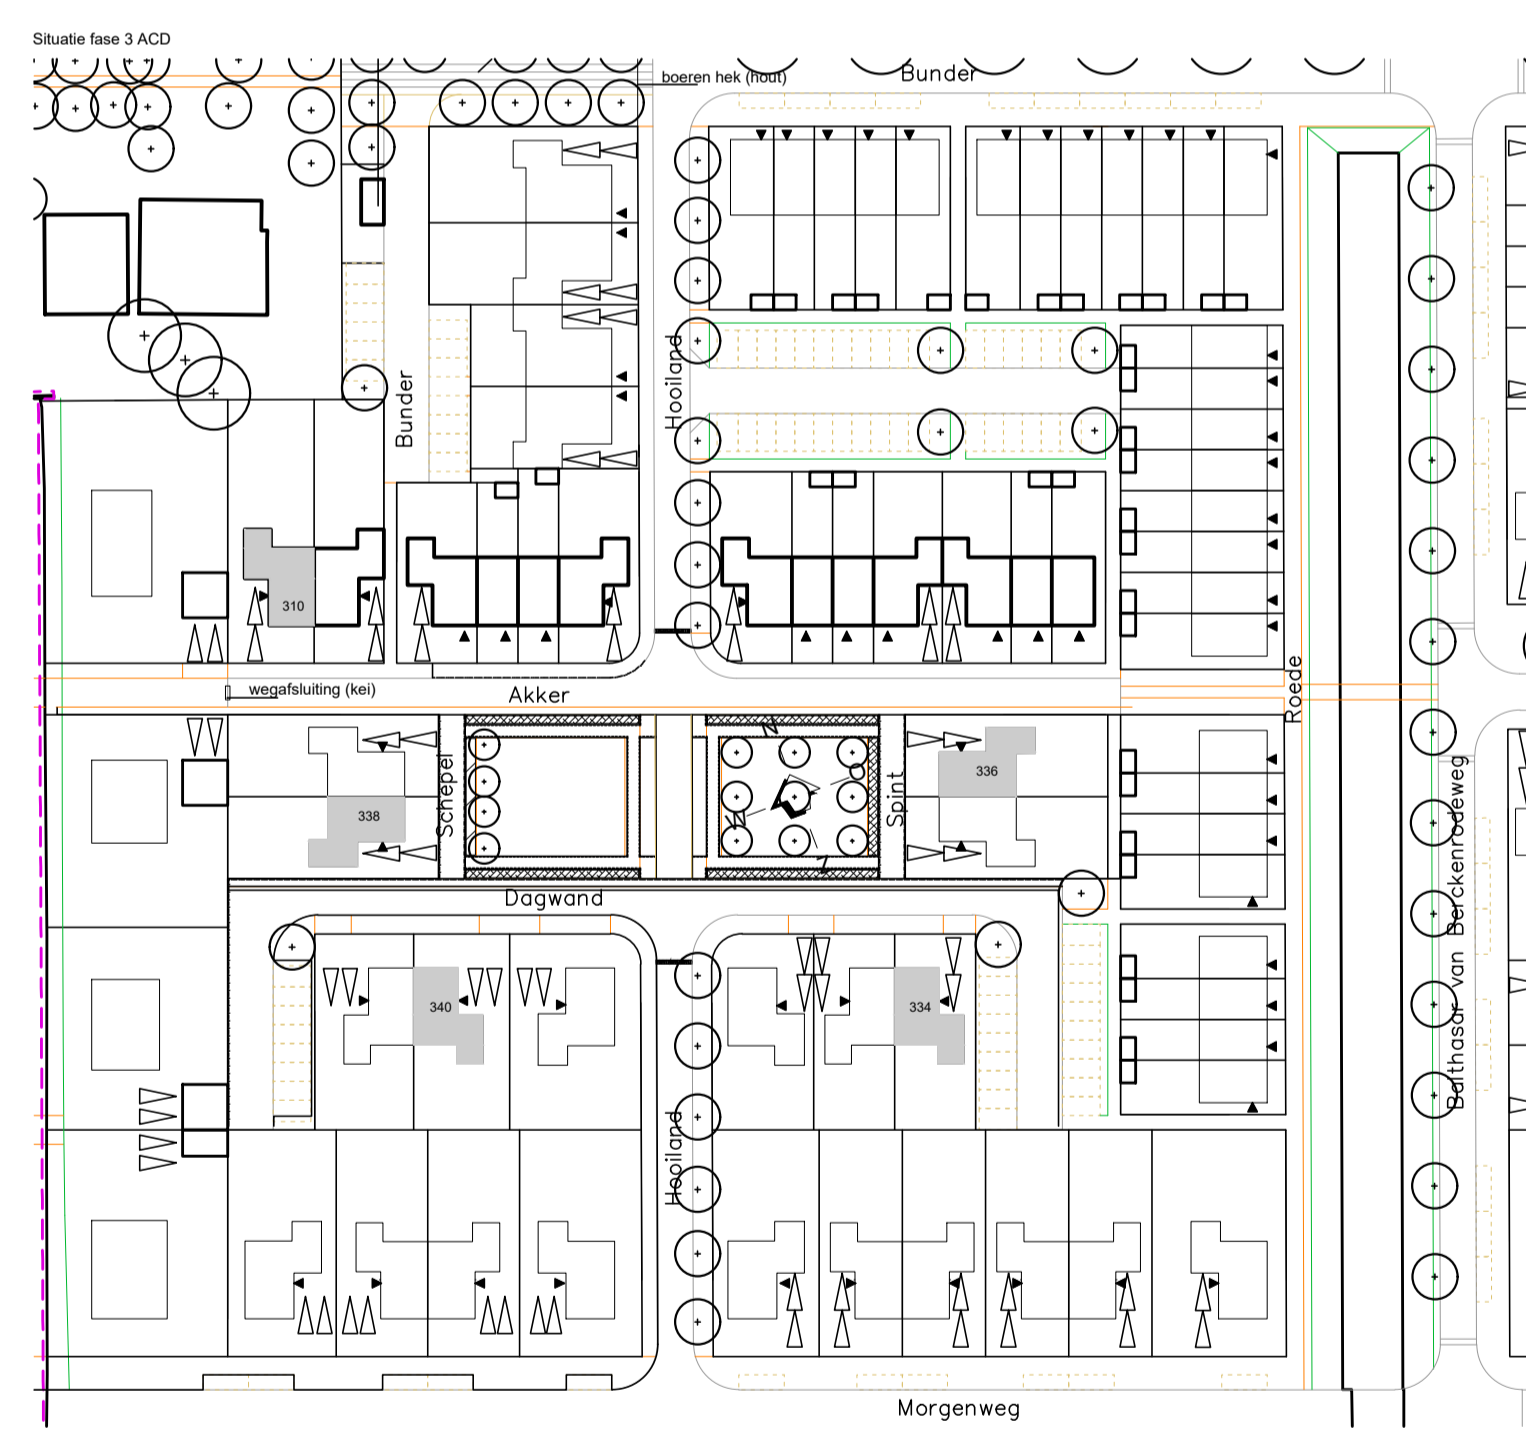 Situatie fase 3 ACD
Bunder
boeren hek (hout)
Hooiland
Bunder
310
Roede
wegafsluiting (kei)
Akker
N
O
W
Z
Schepel
Spint
336
338
Balthasar van Berckenrodeweg
Dagwand
340
334
Hooiland
Morgenweg